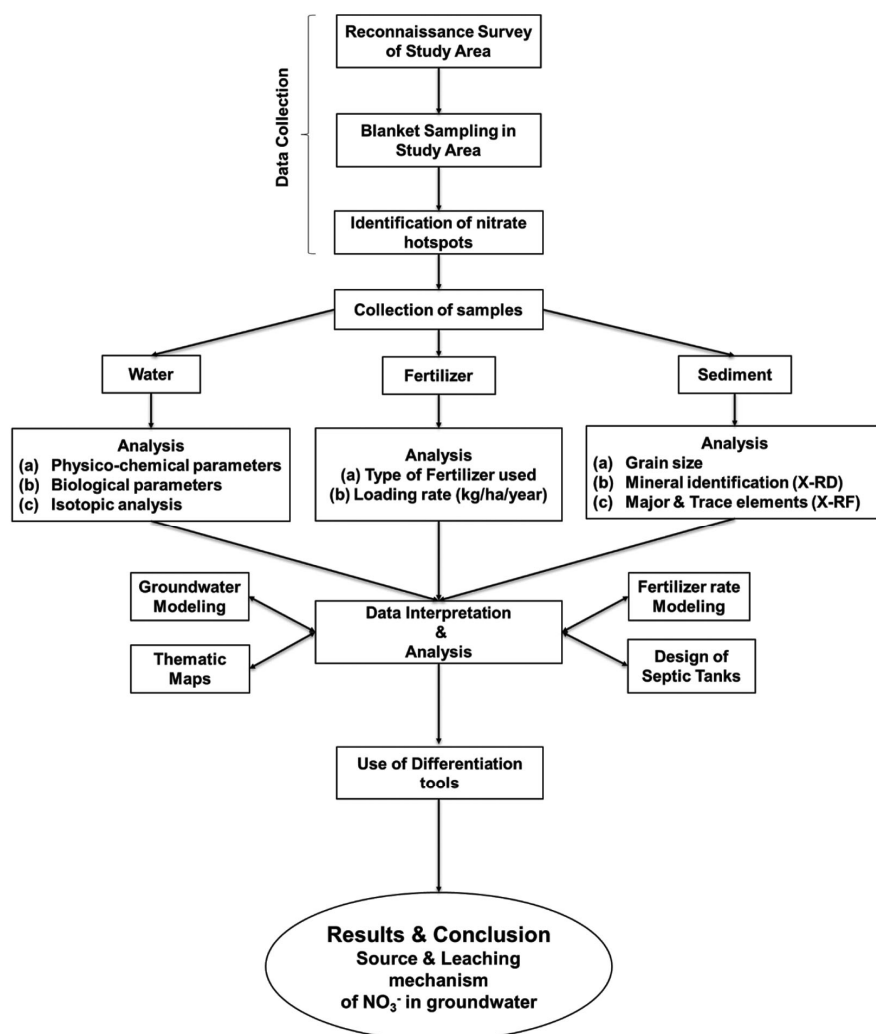 Data Collection
Reconnaissance Survey
of Study Area
Blanket Sampling in
Study Area
Identification of nitrate
hotspots
Collection of samples
Water
Fertilizer
Sediment
Analysis
(a) Physico-chemical parameters
(b) Biological parameters
(c) Isotopic analysis
Analysis
(a) Type of Fertilizer used
(b) Loading rate (kg/ha/year)
Analysis
(a) Grain size
(b) Mineral identification (X-RD)
(c) Major & Trace elements (X-RF)
Groundwater
Modeling
Thematic
Maps
Data Interpretation
&
Analysis
Fertilizer rate
Modeling
Design of
Septic Tanks
Use of Differentiation
tools
Results & Conclusion
Source & Leaching
mechanism
of NO₃⁻ in groundwater